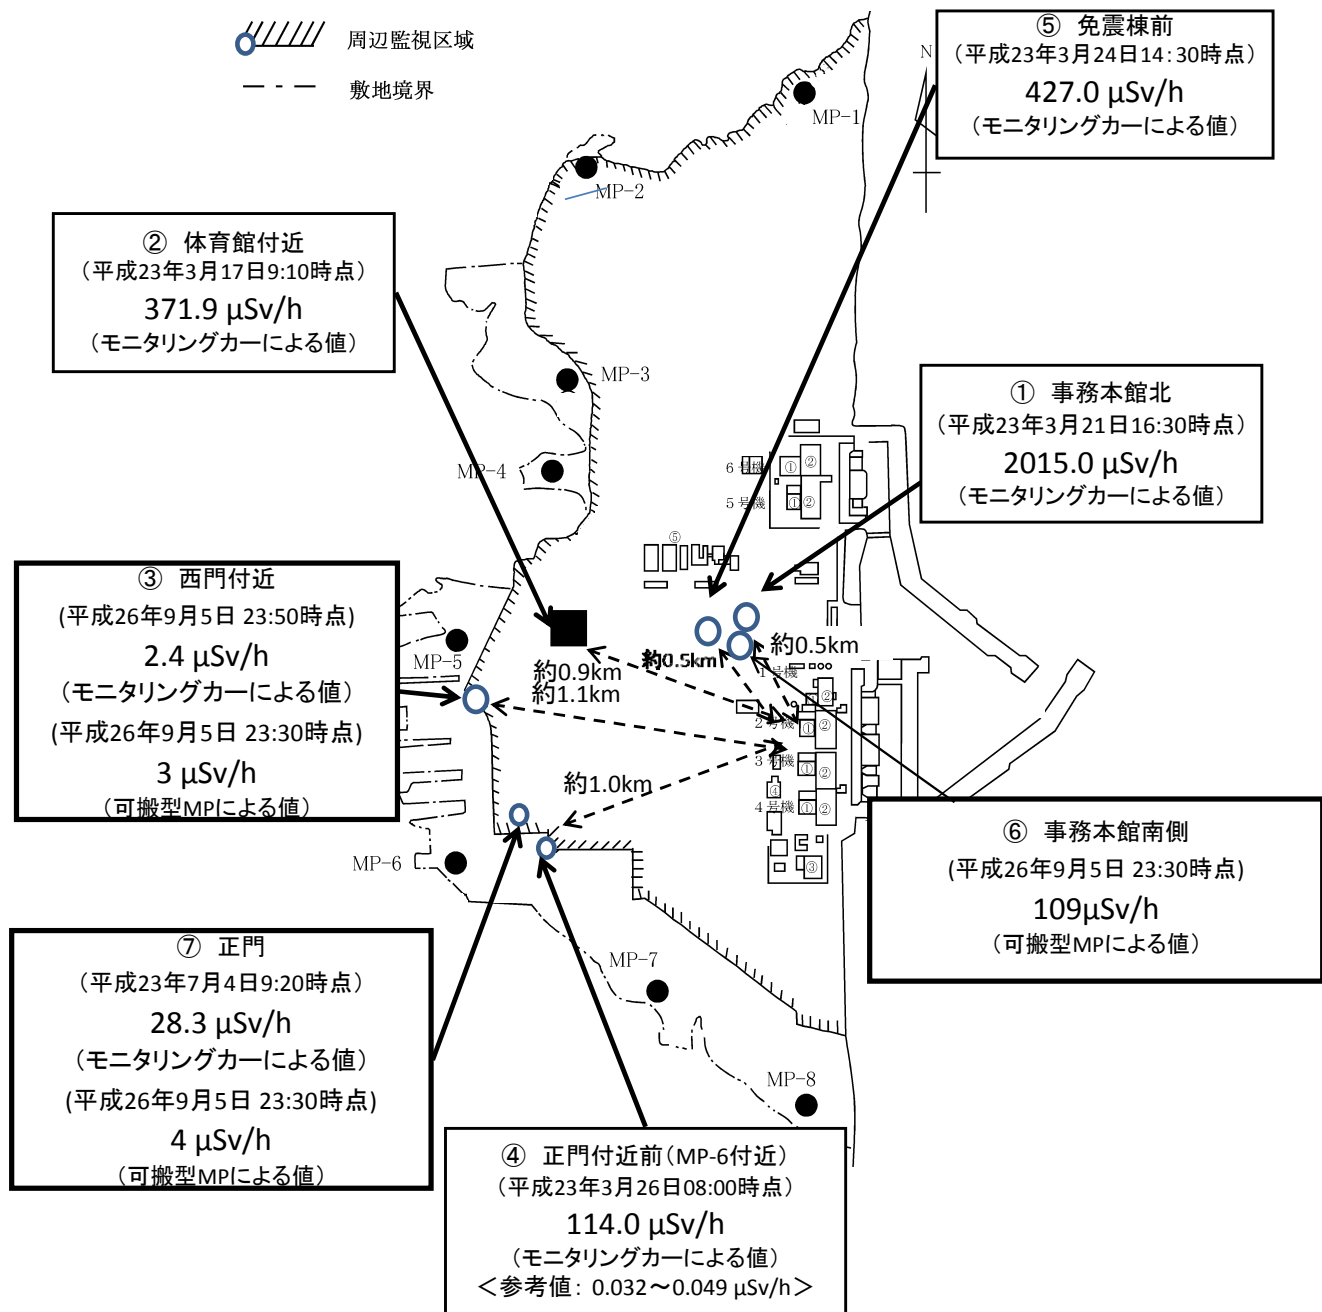 周辺監視区域
敷地境界
⑤ 免震棟前
（平成23年3月24日14:30時点）
427.0 μSv/h
（モニタリングカーによる値）
N
MP-1
MP-2
② 体育館付近
（平成23年3月17日9:10時点）
371.9 μSv/h
（モニタリングカーによる値）
MP-3
① 事務本館北
（平成23年3月21日16:30時点）
2015.0 μSv/h
（モニタリングカーによる値）
MP-4
6号機
①
②
5号機
①
②
⑤
③ 西門付近
(平成26年9月5日 23:50時点)
2.4 μSv/h
（モニタリングカーによる値）
(平成26年9月5日 23:30時点)
3 μSv/h
（可搬型MPによる値）
MP-5
約0.9km
約1.1km
約0.5km
約0.5km
1号機
②
2号機
①
②
3号機
①
②
④
4号機
①
②
③
約1.0km
MP-6
⑥ 事務本館南側
(平成26年9月5日 23:30時点)
109μSv/h
（可搬型MPによる値）
⑦ 正門
（平成23年7月4日9:20時点）
28.3 μSv/h
（モニタリングカーによる値）
(平成26年9月5日 23:30時点)
4 μSv/h
（可搬型MPによる値）
MP-7
MP-8
④ 正門付近前（MP-6付近）
（平成23年3月26日08:00時点）
114.0 μSv/h
（モニタリングカーによる値）
＜参考値: 0.032～0.049 μSv/h＞